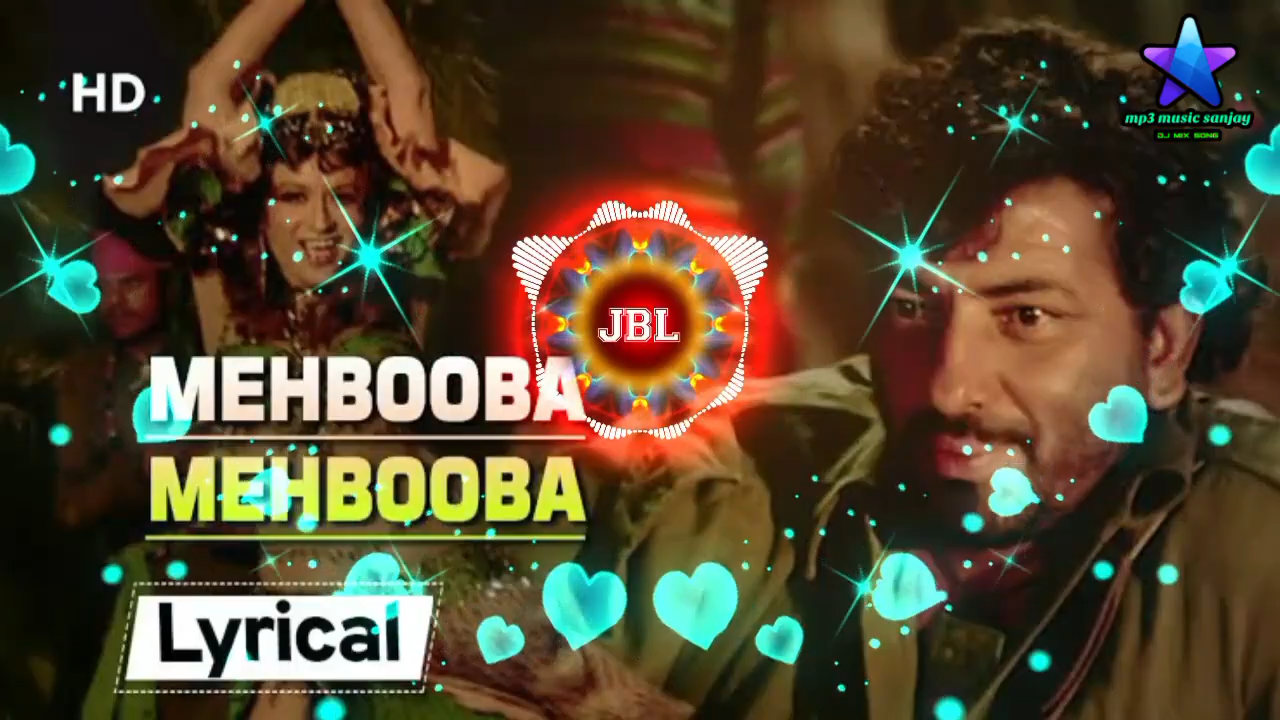 HD
mp3 music sanjay
DJ MIX SONG
JBL
MEHBOOBA
MEHBOOBA
Lyrical